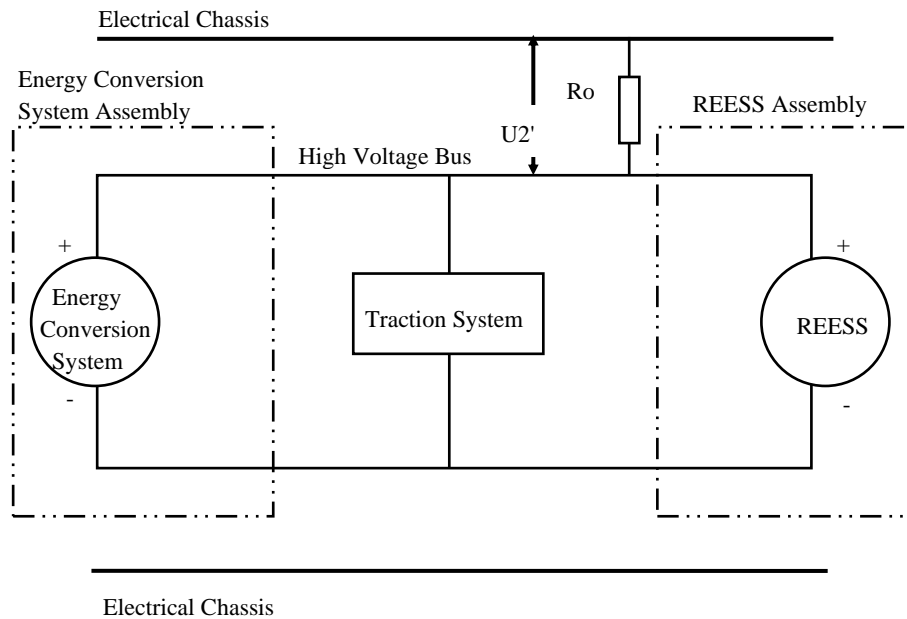 Electrical Chassis
Energy Conversion
System Assembly
Ro
REESS Assembly
U2'
High Voltage Bus
+
+
Energy
Conversion
System
Traction System
REESS
-
-
Electrical Chassis